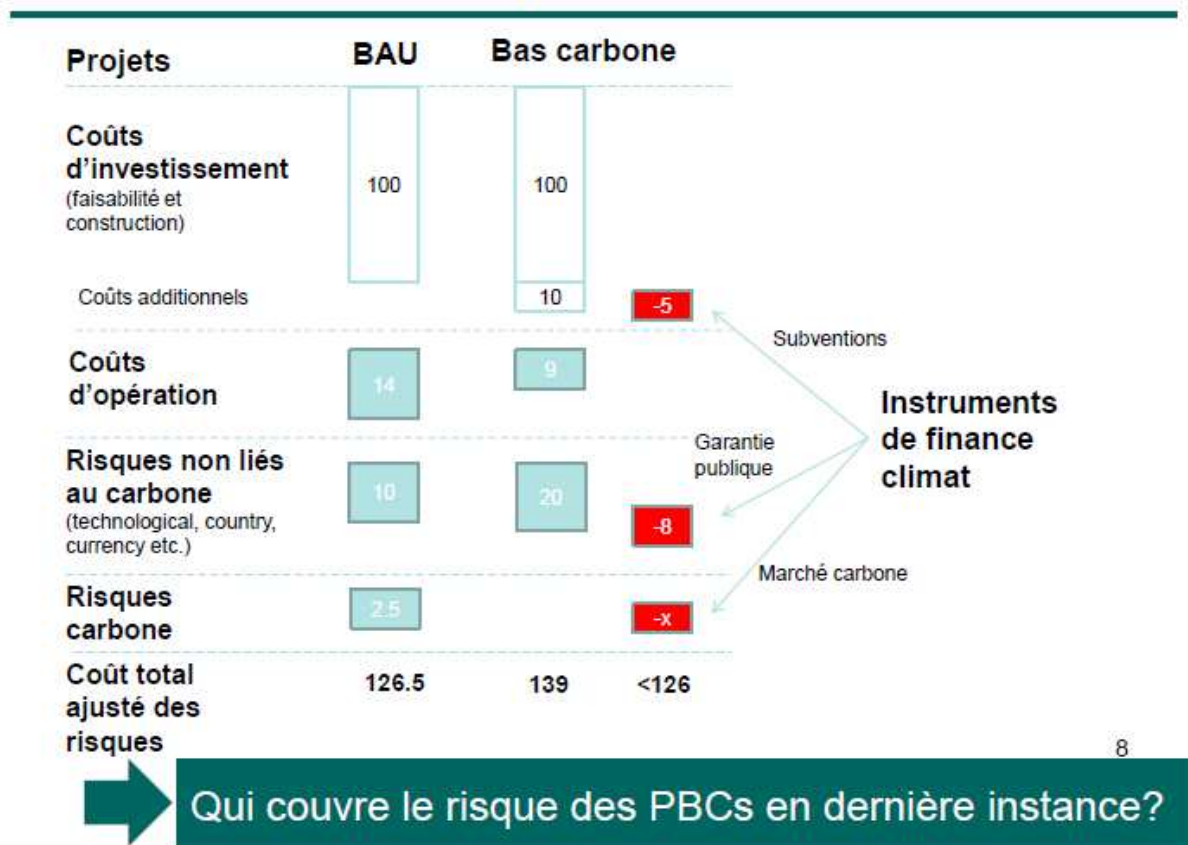 Projets BAU Bas carbone
Coûts
d'investissement
(faisabilité et
construction)
100 100
Coûts additionnels 10 -5
Subventions
Coûts
d'opération
14 9
Instruments
de finance
climat
Garantie
publique
Risques non liés
au carbone
(technological, country,
currency etc.)
10 20 -8
Marché carbone
Risques
carbone
2.5 -x
Coût total
ajusté des
risques
126.5 139 <126
8
Qui couvre le risque des PBCs en dernière instance?